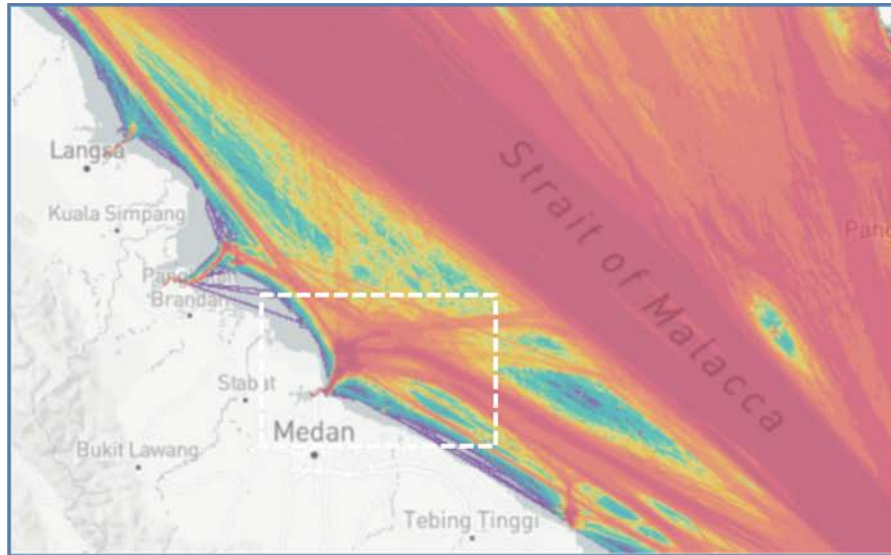 Langsa
Kuala Simpang
Brandan
Strait of Malacca
Stabat
Medan
Bukit Lawang
Tebing Tinggi